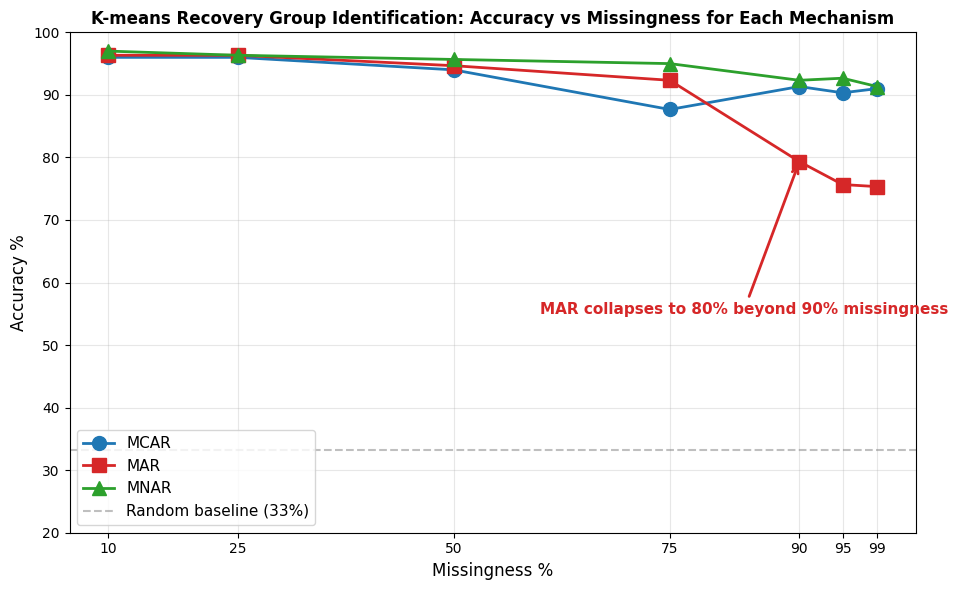 K-means Recovery Group Identification: Accuracy vs Missingness for Each Mechanism
100
90
80
70
60
50
40
30
20
Accuracy %
MAR collapses to 80% beyond 90% missingness
MCAR
MAR
MNAR
Random baseline (33%)
10 25 50 75 90 95 99
Missingness %